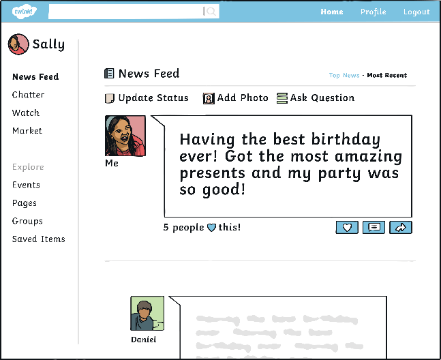 twinkl
Home Profile Logout
Sally
News Feed
Chatter
Watch
Market
Explore
Events
Pages
Groups
Saved Items
News Feed
Top News - Most Recent
Update Status Add Photo Ask Question
Me
Having the best birthday
ever! Got the most amazing
presents and my party was
so good!
5 people this!
Daniel